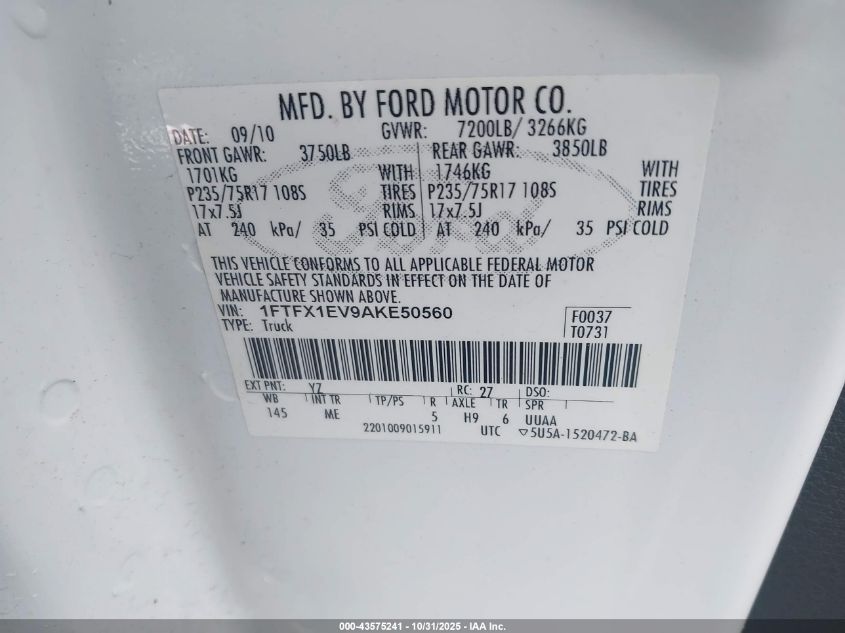 MFD. BY FORD MOTOR CO.
DATE: 09/10 GVWR: 7200LB/ 3266KG
FRONT GAWR: 3750LB REAR GAWR: 3850LB
1701KG WITH 1746KG WITH
P235/75R17 108S TIRES P235/75R17 108S TIRES
17x7.5J RIMS 17x7.5J RIMS
AT 240 kPa/ 35 PSI COLD AT 240 kPa/ 35 PSI COLD
Ford
THIS VEHICLE CONFORMS TO ALL APPLICABLE FEDERAL MOTOR
VEHICLE SAFETY STANDARDS IN EFFECT ON THE DATE OF
MANUFACTURE SHOWN ABOVE.
VIN: 1FTFX1EV9AKE50560 F0037
TYPE: Truck T0731
EXT PNT: YZ RC: 27 DSO:
WB INT TR TP/PS R AXLE TR SPR
145 ME 5 H9 6 UUAA
2201009015911 UTC ▽5U5A-1520472-BA
000-43575241 - 10/31/2025 - IAA Inc.